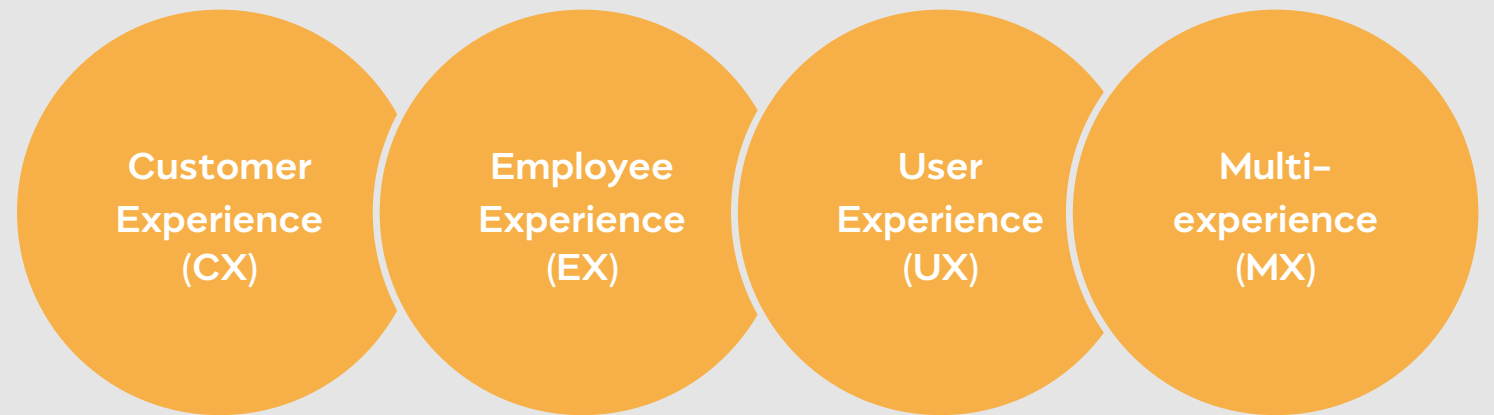 Customer
Experience
(CX)
Employee
Experience
(EX)
User
Experience
(UX)
Multi-
experience
(MX)